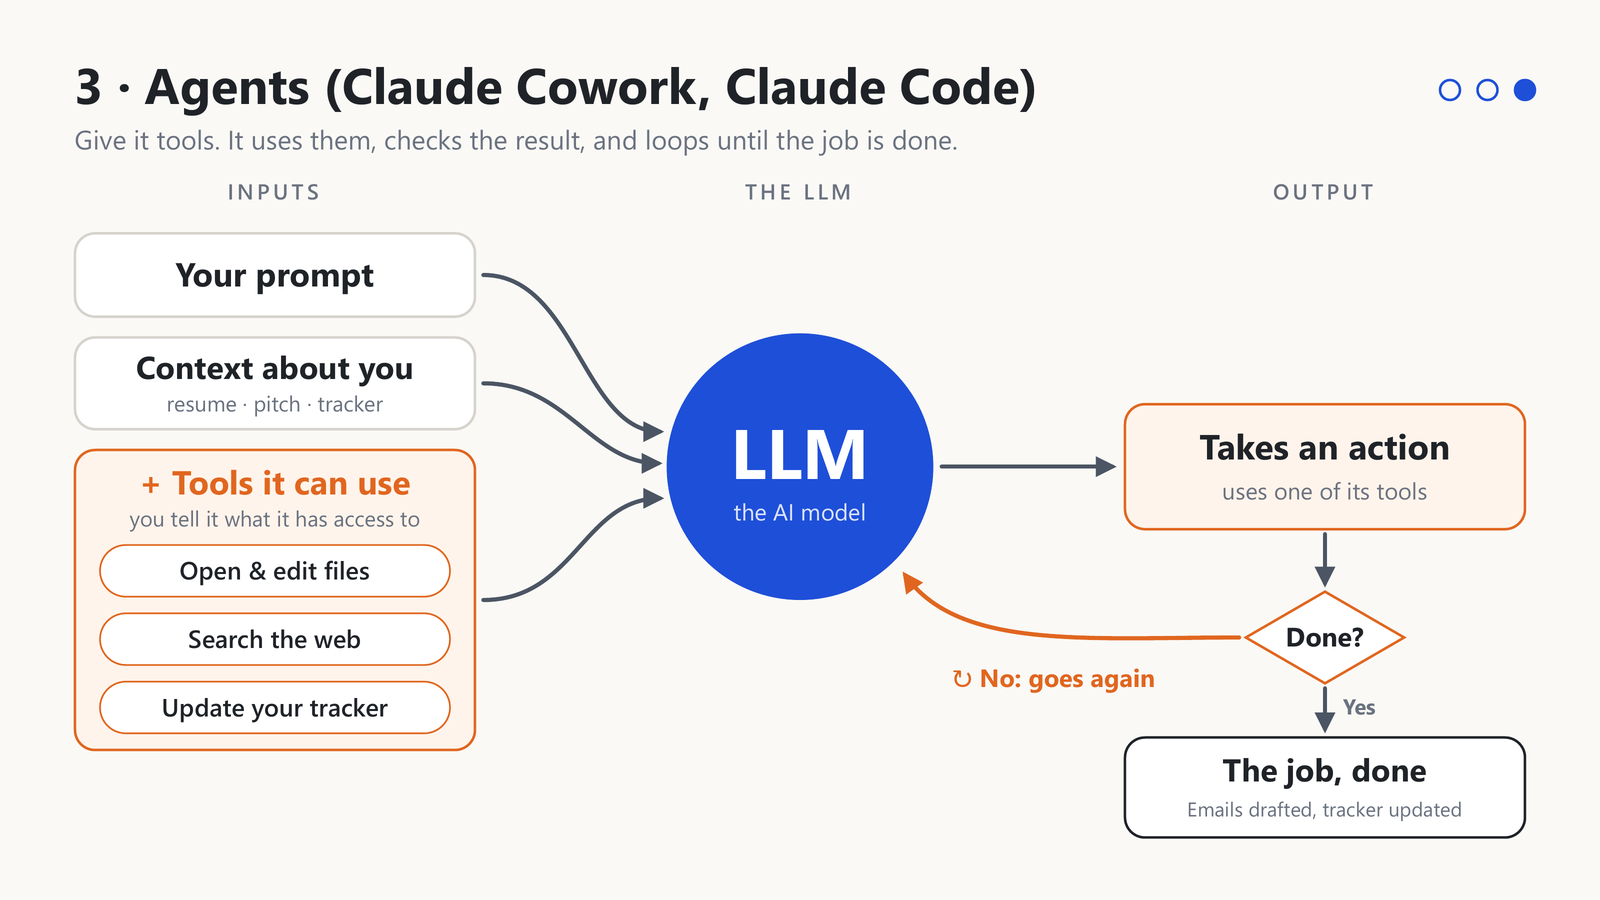 3 · Agents (Claude Cowork, Claude Code)
Give it tools. It uses them, checks the result, and loops until the job is done.
INPUTS
THE LLM
OUTPUT
Your prompt
Context about you
resume · pitch · tracker
+ Tools it can use
you tell it what it has access to
Open & edit files
Search the web
Update your tracker
LLM
the AI model
Takes an action
uses one of its tools
Done?
↻ No: goes again
Yes
The job, done
Emails drafted, tracker updated